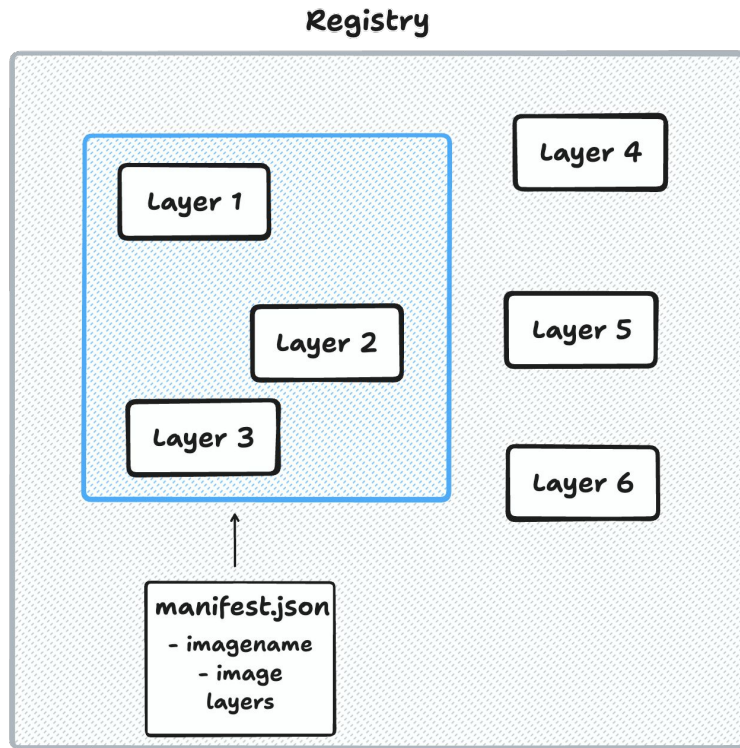 Registry
Layer 1
Layer 2
Layer 3
Layer 4
Layer 5
Layer 6
manifest.json
- imagename
- image
layers